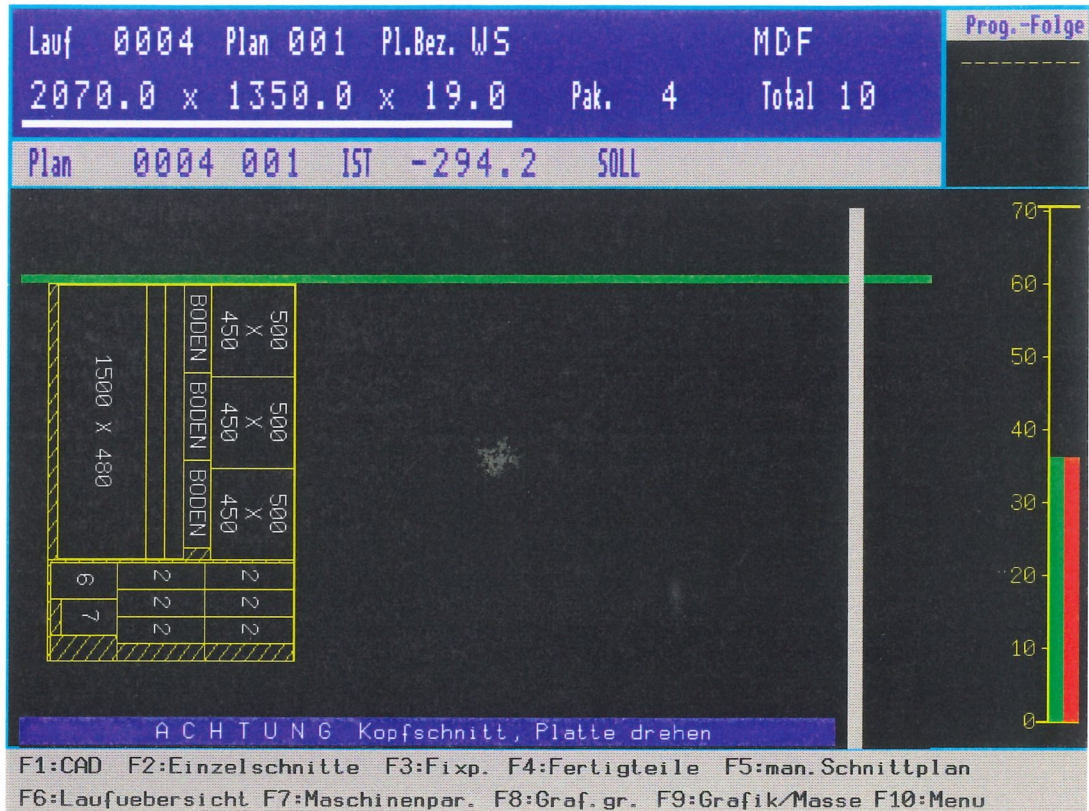 Lauf 0004 Plan 001 Pl.Bez. WS MDF
2070.0 x 1350.0 x 19.0 Pak. 4 Total 10
Prog.-Folge
Plan 0004 001 IST -294.2 SOLL
1500 X 480
BODEN
BODEN
BODEN
500
X
450
500
X
450
500
X
450
6
7
2
2
2
2
2
2
70
60
50
40
30
20
10
0
ACHTUNG Kopfschnitt, Platte drehen
F1:CAD F2:Einzelschnitte F3:Fixp. F4:Fertigteile F5:man.Schnittplan
F6:Laufuebersicht F7:Maschinenpar. F8:Graf.gr. F9:Grafik/Masse F10:Menu